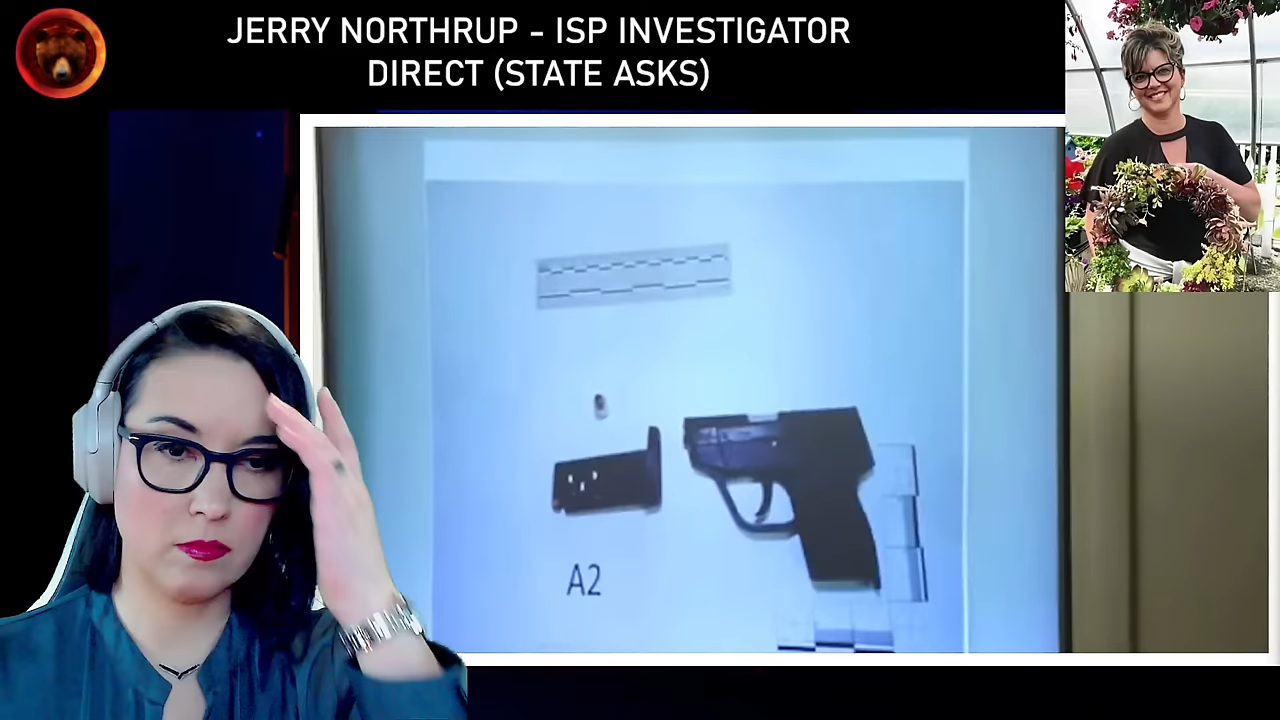 JERRY NORTHRUP - ISP INVESTIGATOR
DIRECT (STATE ASKS)
A2